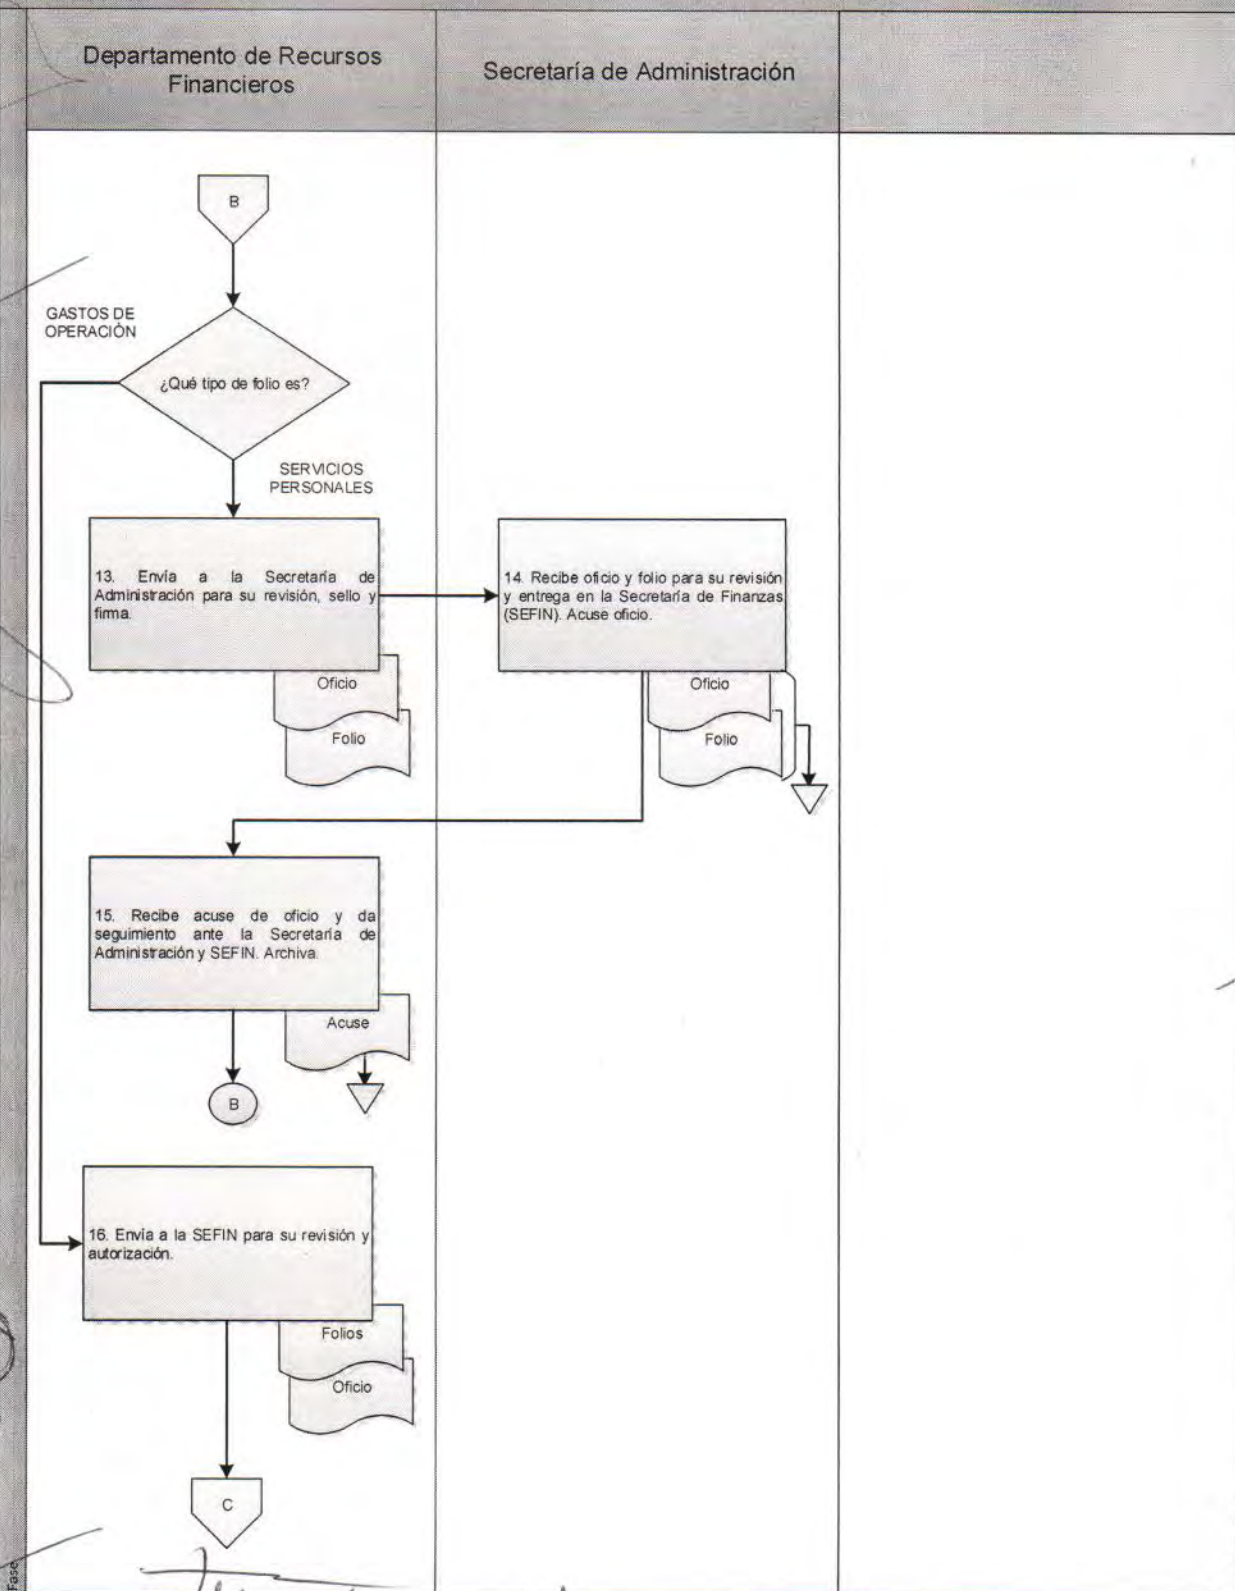 Departamento de Recursos
Financieros
Secretaría de Administración
B
GASTOS DE
OPERACIÓN
¿Qué tipo de folio es?
SERVICIOS
PERSONALES
13. Envía a la Secretaría de
Administración para su revisión, sello y
firma.
Oficio
Folio
14. Recibe oficio y folio para su revisión
y entrega en la Secretaría de Finanzas
(SEFIN). Acuse oficio.
Oficio
Folio
15. Recibe acuse de oficio y da
seguimiento ante la Secretaría de
Administración y SEFIN. Archiva.
Acuse
B
16. Envía a la SEFIN para su revisión y
autorización.
Folios
Oficio
C
Fase